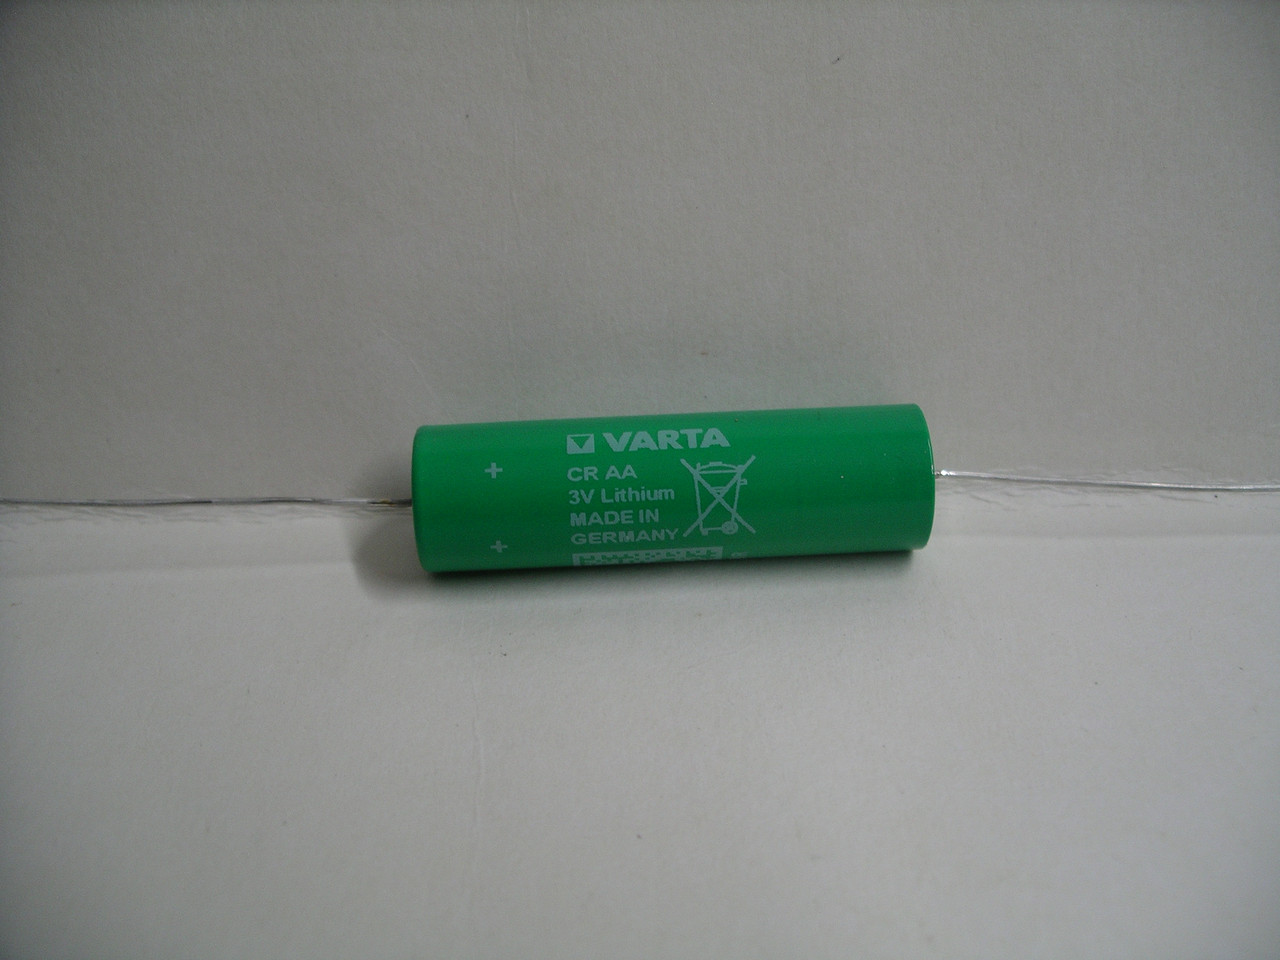 VARTA
CR AA
3V Lithium
MADE IN
GERMANY
+
+